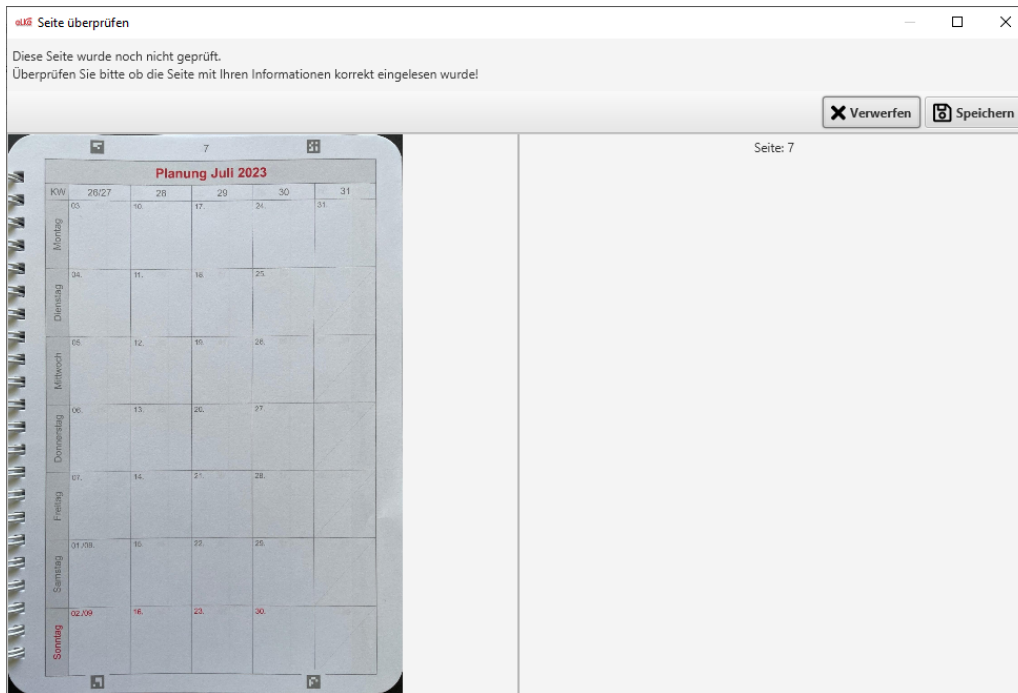 aLKG Seite überprüfen
Diese Seite wurde noch nicht geprüft.
Überprüfen Sie bitte ob die Seite mit Ihren Informationen korrekt eingelesen wurde!
Verwerfen Speichern
7
Planung Juli 2023
KW 26/27 28 29 30 31
Montag 03. 10. 17. 24. 31.
Dienstag 04. 11. 18. 25.
Mittwoch 05. 12. 19. 26.
Donnerstag 06. 13. 20. 27.
Freitag 07. 14. 21. 28.
Samstag 01./08. 15. 22. 29.
Sonntag 02./09 16. 23. 30.
Seite: 7